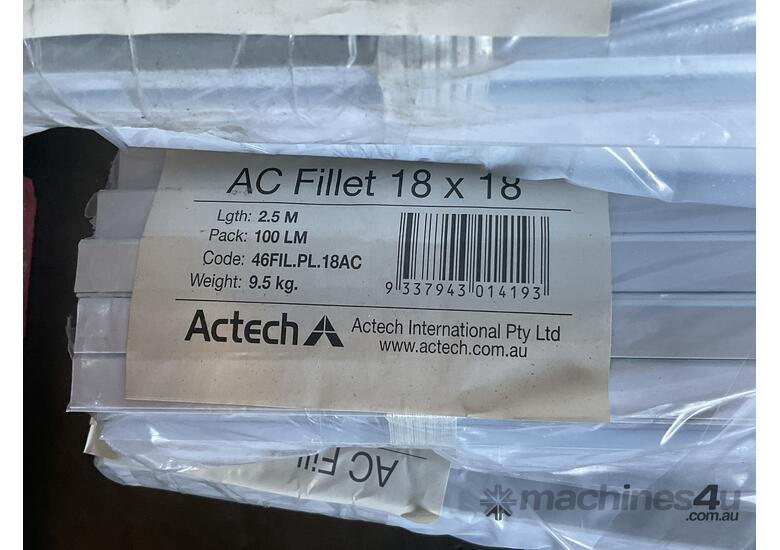 AC Fillet 18 x 18
Lgth: 2.5 M
Pack: 100 LM
Code: 46FIL.PL.18AC
Weight: 9.5 kg.
9 337943 014193
Actech
Actech International Pty Ltd
www.actech.com.au
AC Fill
machines4u
.com.au